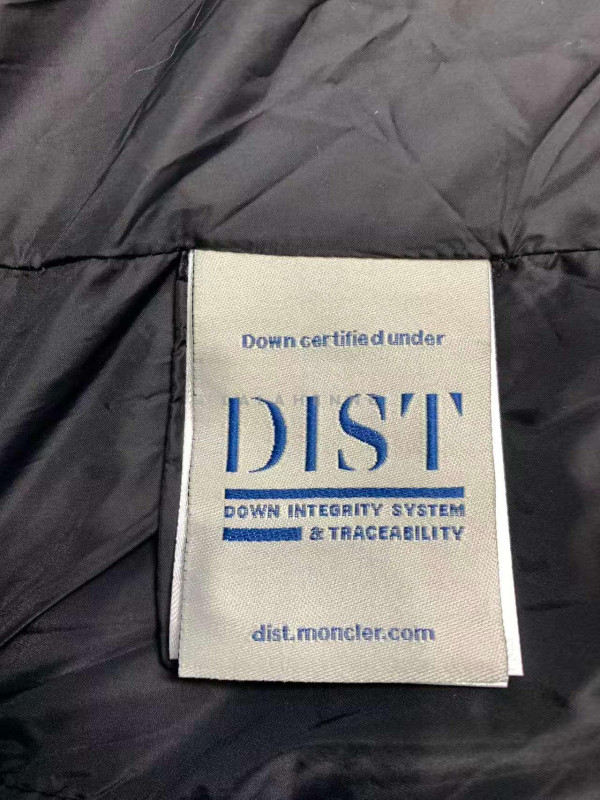 Down certified under
DIST
DOWN INTEGRITY SYSTEM
& TRACEABILITY
dist.moncler.com